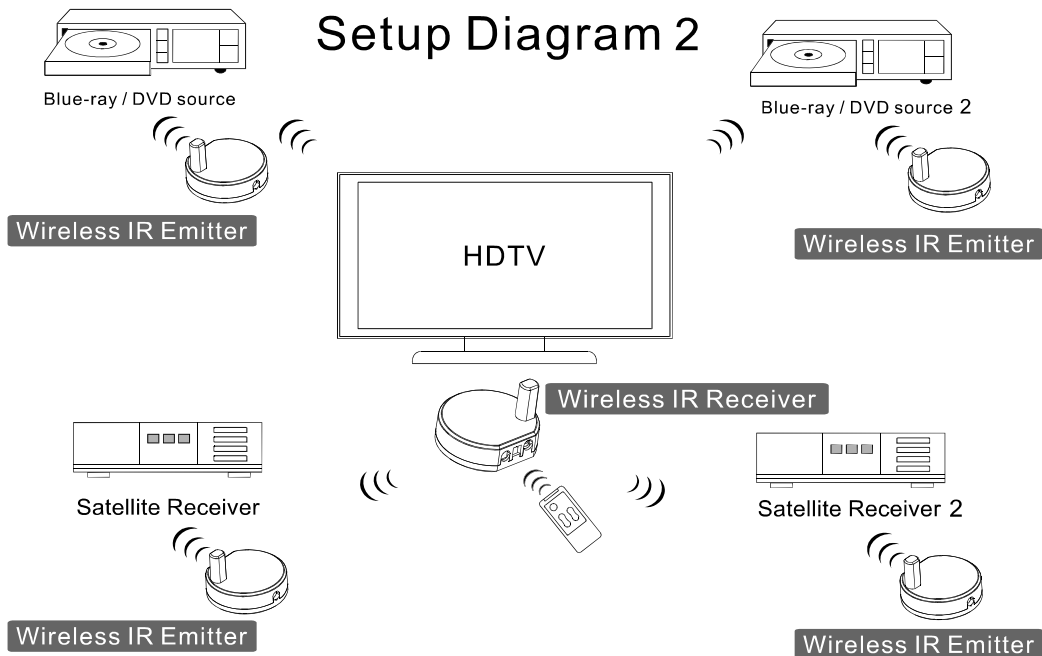 Setup Diagram 2
Blue-ray / DVD source
Blue-ray / DVD source 2
Wireless IR Emitter
Wireless IR Emitter
HDTV
Wireless IR Receiver
Satellite Receiver
Satellite Receiver 2
Wireless IR Emitter
Wireless IR Emitter